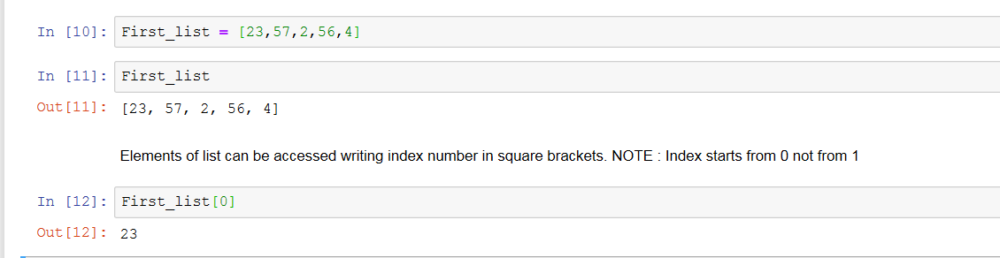 In [10]: First_list = [23,57,2,56,4]
In [11]: First_list
Out[11]: [23, 57, 2, 56, 4]
Elements of list can be accessed writing index number in square brackets. NOTE : Index starts from 0 not from 1
In [12]: First_list[0]
Out[12]: 23